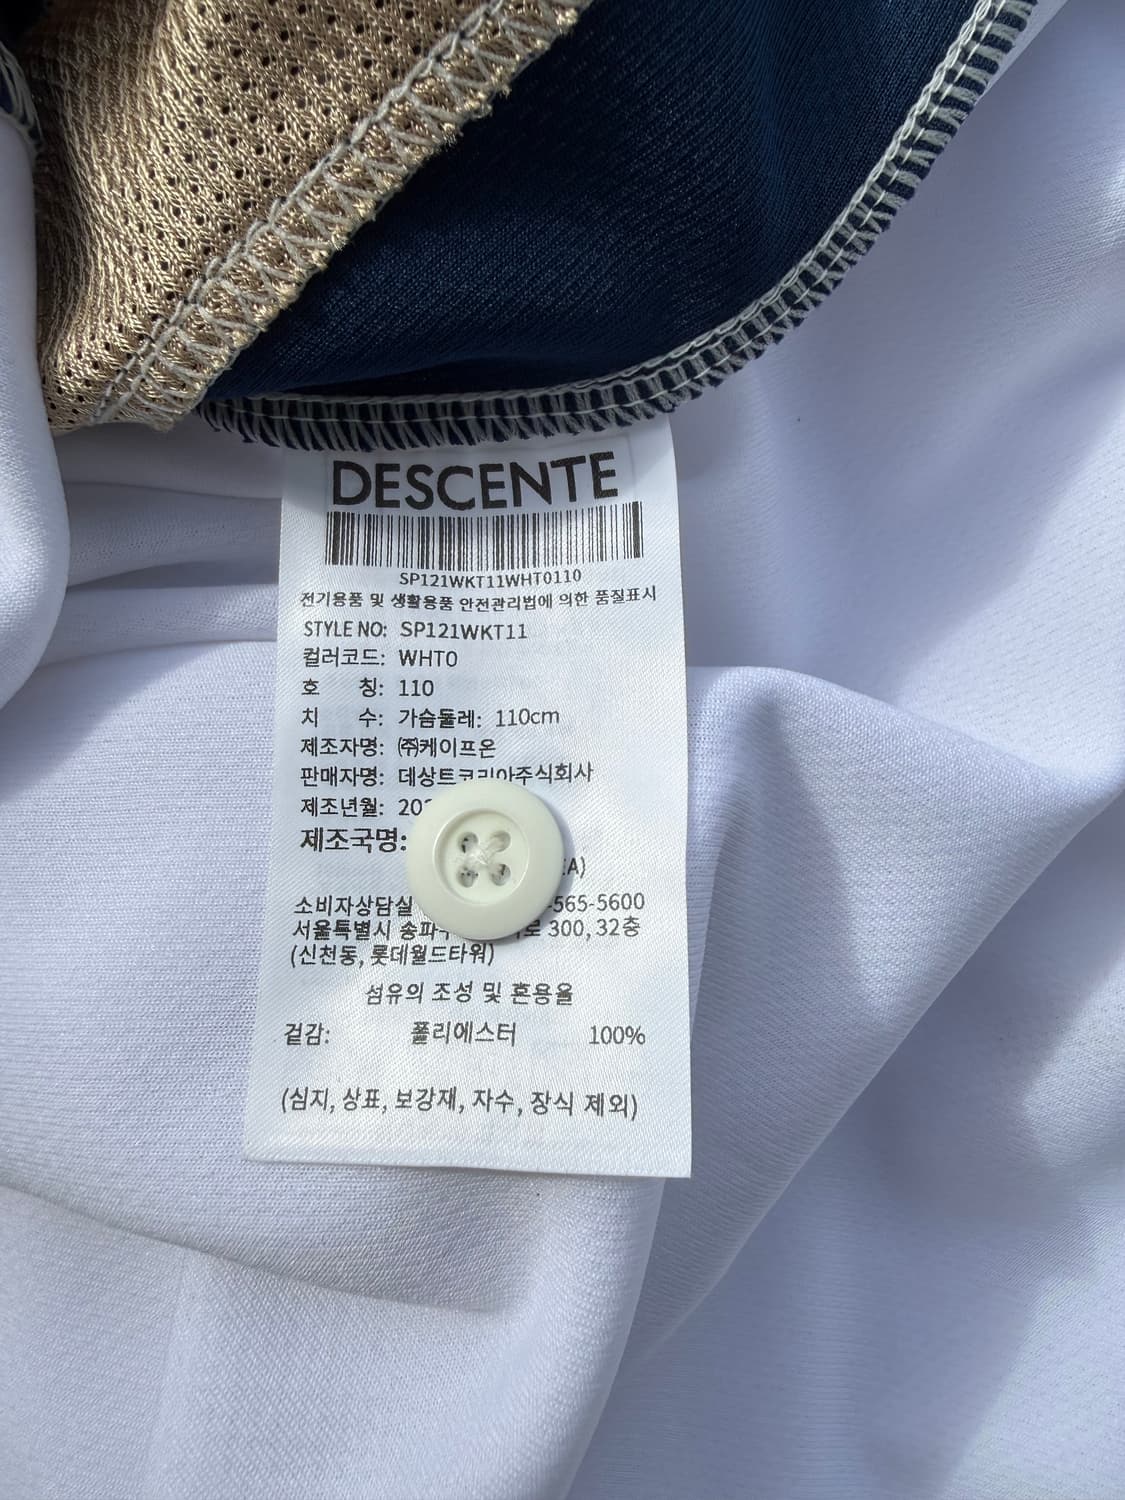 DESCENTE
SP121WKT11WHT0110
전기용품 및 생활용품 안전관리법에 의한 품질표시
STYLE NO: SP121WKT11
컬러코드: WHT0
호 칭: 110
치 수: 가슴둘레: 110cm
제조자명: ㈜케이프온
판매자명: 데상트코리아주식회사
제조년월:
제조국명:
소비자상담실 -565-5600
서울특별시 300, 32층
(신천동, 롯데월드타워)
섬유의 조성 및 혼용율
겉감: 폴리에스터 100%
(심지, 상표, 보강재, 자수, 장식 제외)